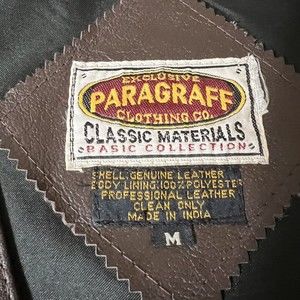 EXCLUSIVE
PARAGRAFF
CLOTHING CO.
CLASSIC MATERIALS
BASIC COLLECTION
SHELL: GENUINE LEATHER
BODY LINING: 100% POLYESTER
PROFESSIONAL LEATHER
CLEAN ONLY
MADE IN INDIA
M